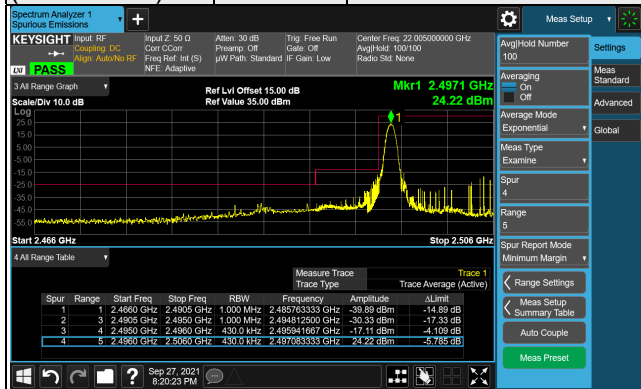 Spectrum Analyzer 1
Spurious Emissions
Meas Setup
KEYSIGHT
Input: RF
Coupling: DC
Align: Auto/No RF
Input Z: 50 Ω
Corr CCorr
Freq Ref: Int (S)
NFE: Adaptive
Atten: 30 dB
Preamp: Off
µW Path: Standard
Trig: Free Run
Gate: Off
IF Gain: Low
Center Freq: 22.005000000 GHz
Avg|Hold: 100/100
Radio Std: None
LXI
PASS
3 All Range Graph
Scale/Div 10.0 dB
Ref Lvl Offset 15.00 dB
Ref Value 35.00 dBm
Mkr1 2.4971 GHz
24.22 dBm
Log
25.0
15.0
5.00
-5.00
-15.0
-25.0
-35.0
-45.0
-55.0
1
Start 2.466 GHz
Stop 2.506 GHz
4 All Range Table
Measure Trace Trace 1
Trace Type Trace Average (Active)
Spur Range Start Freq Stop Freq RBW Frequency Amplitude ΔLimit
1 1 2.4660 GHz 2.4905 GHz 1.000 MHz 2.485763333 GHz -39.89 dBm -14.89 dB
2 3 2.4905 GHz 2.4950 GHz 1.000 MHz 2.494812500 GHz -30.33 dBm -17.33 dB
3 4 2.4950 GHz 2.4960 GHz 430.0 kHz 2.495941667 GHz -17.11 dBm -4.109 dB
4 5 2.4960 GHz 2.5060 GHz 430.0 kHz 2.497083333 GHz 24.22 dBm -5.785 dB
Avg|Hold Number
100
Averaging
On
Off
Average Mode
Exponential
Meas Type
Examine
Spur
4
Range
5
Spur Report Mode
Minimum Margin
Range Settings
Meas Setup
Summary Table
Auto Couple
Meas Preset
Settings
Meas
Standard
Advanced
Global
?
Sep 27, 2021
8:20:23 PM